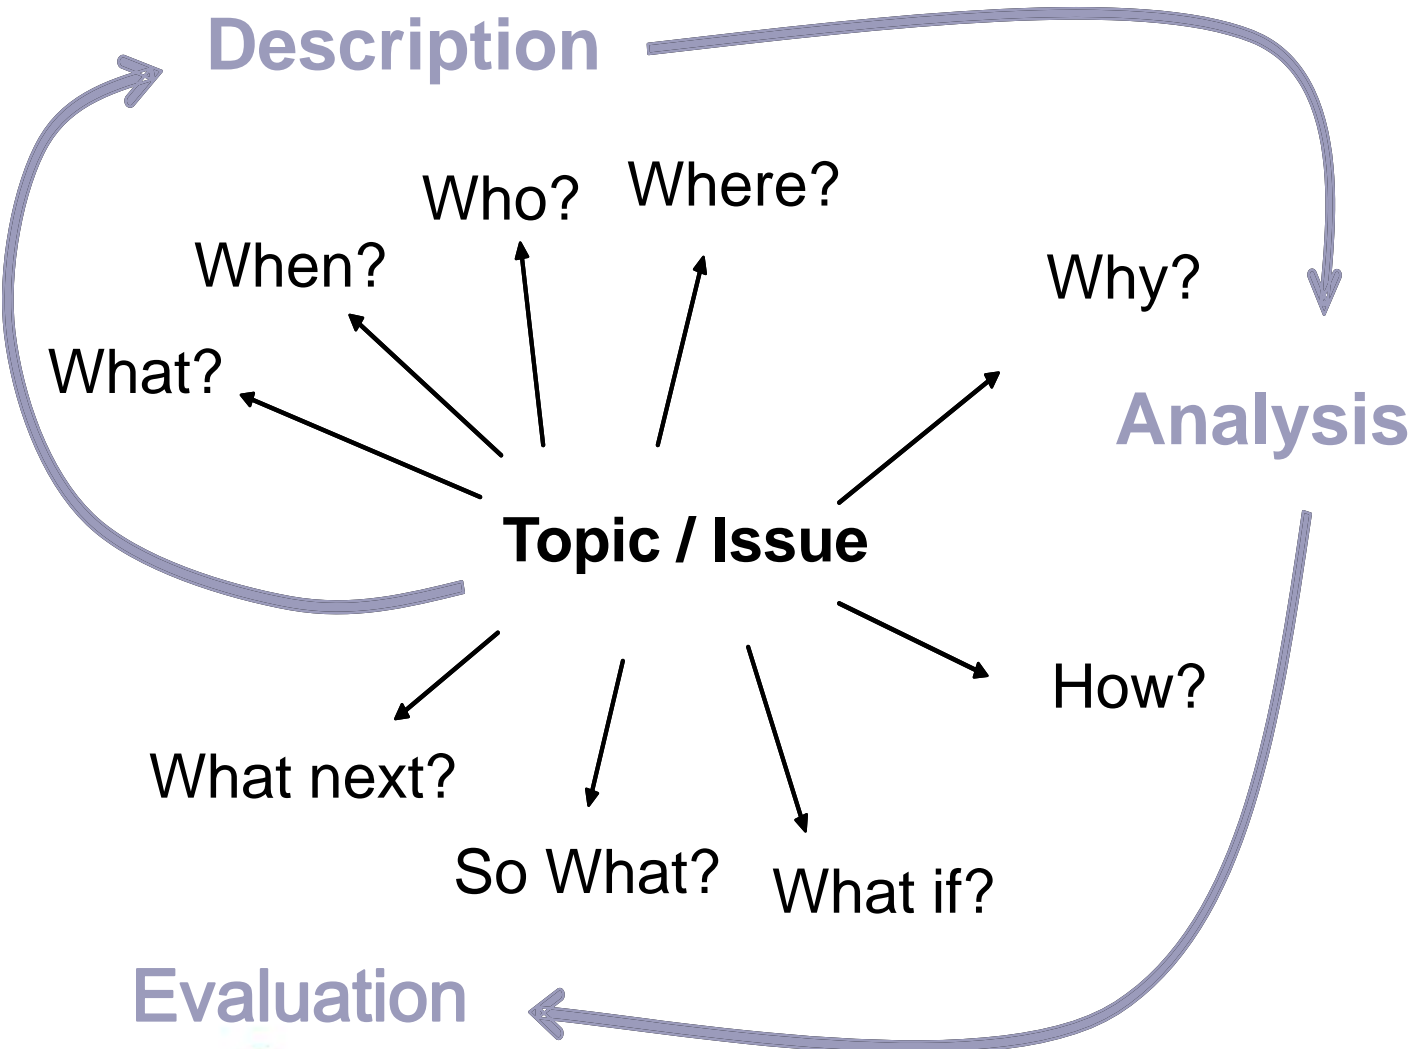 Description
Who?
Where?
When?
Why?
What?
Analysis
Topic / Issue
How?
What next?
So What?
What if?
Evaluation